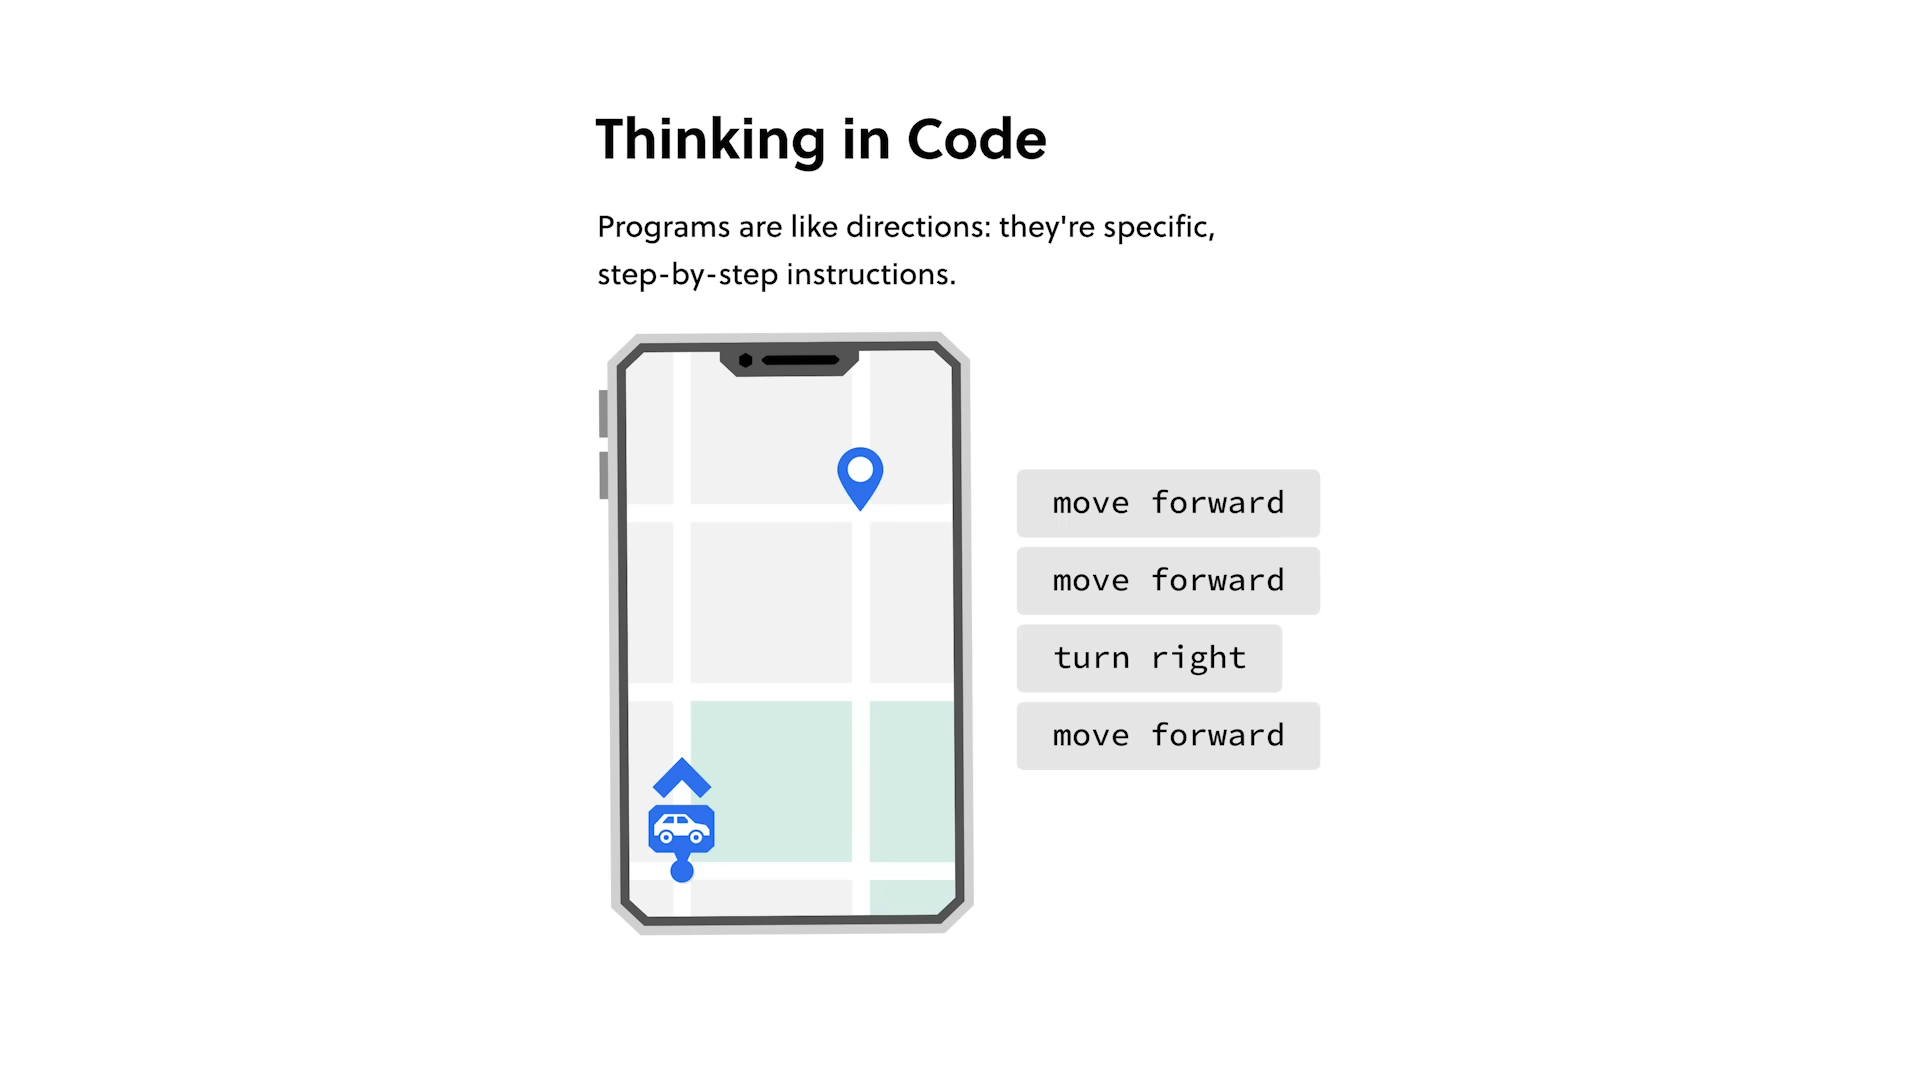 Thinking in Code
Programs are like directions: they're specific,
step-by-step instructions.
move forward
move forward
turn right
move forward